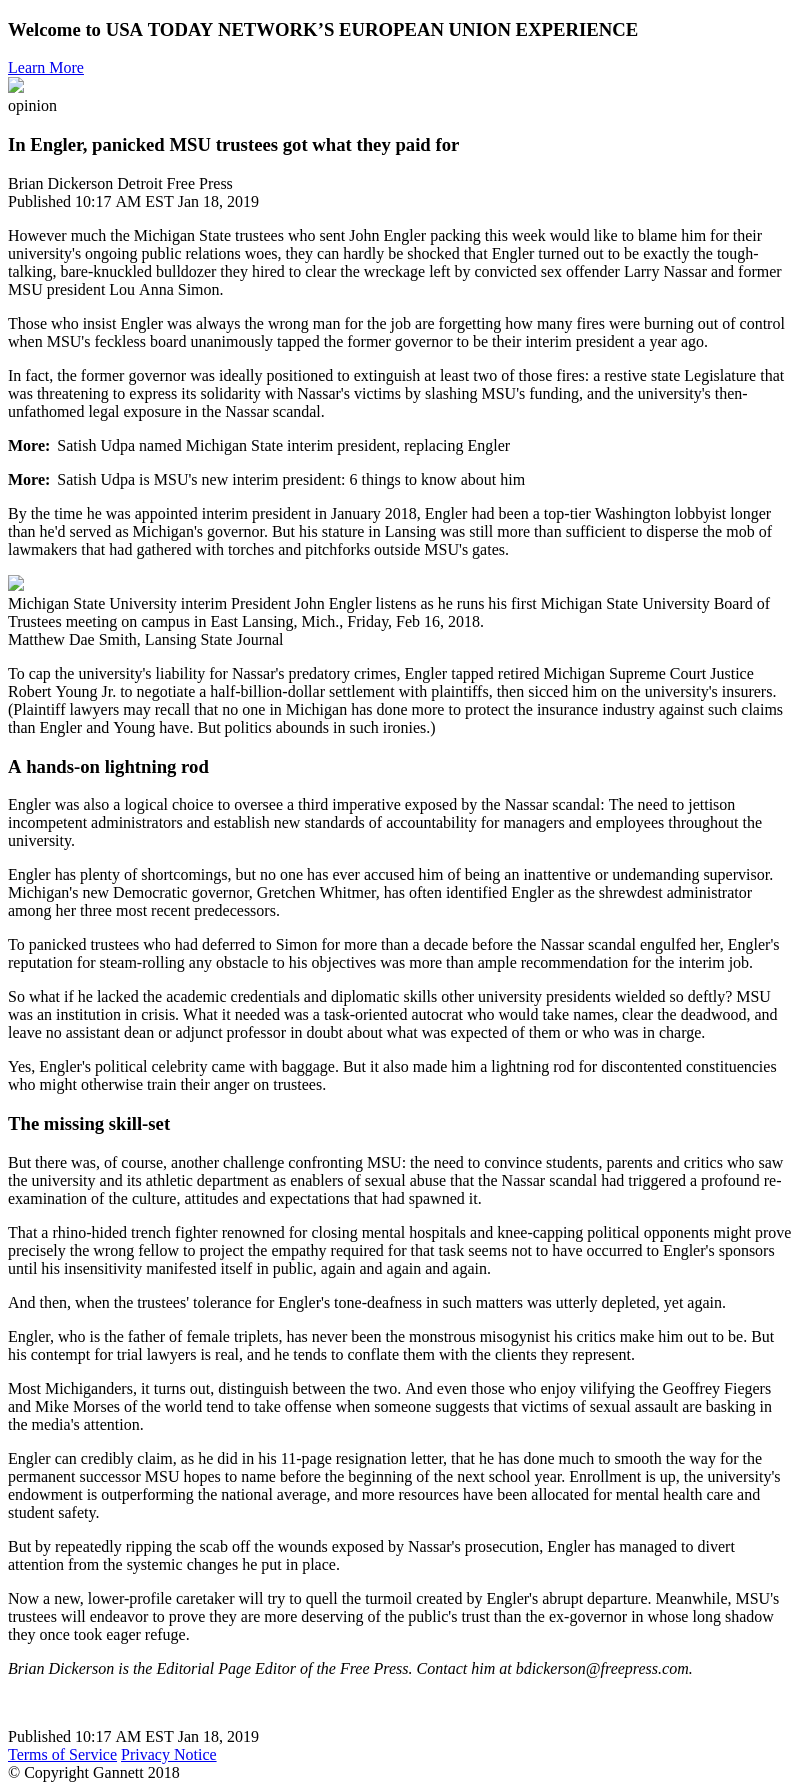 Welcome to USA TODAY NETWORK’S EUROPEAN UNION EXPERIENCE
Learn More
opinion
In Engler, panicked MSU trustees got what they paid for
Brian Dickerson Detroit Free Press
Published 10:17 AM EST Jan 18, 2019
However much the Michigan State trustees who sent John Engler packing this week would like to blame him for their
university's ongoing public relations woes, they can hardly be shocked that Engler turned out to be exactly the tough-
talking, bare-knuckled bulldozer they hired to clear the wreckage left by convicted sex offender Larry Nassar and former
MSU president Lou Anna Simon.
Those who insist Engler was always the wrong man for the job are forgetting how many fires were burning out of control
when MSU's feckless board unanimously tapped the former governor to be their interim president a year ago.
In fact, the former governor was ideally positioned to extinguish at least two of those fires: a restive state Legislature that
was threatening to express its solidarity with Nassar's victims by slashing MSU's funding, and the university's then-
unfathomed legal exposure in the Nassar scandal.
More: Satish Udpa named Michigan State interim president, replacing Engler
More: Satish Udpa is MSU's new interim president: 6 things to know about him
By the time he was appointed interim president in January 2018, Engler had been a top-tier Washington lobbyist longer
than he'd served as Michigan's governor. But his stature in Lansing was still more than sufficient to disperse the mob of
lawmakers that had gathered with torches and pitchforks outside MSU's gates.
Michigan State University interim President John Engler listens as he runs his first Michigan State University Board of
Trustees meeting on campus in East Lansing, Mich., Friday, Feb 16, 2018.
Matthew Dae Smith, Lansing State Journal
To cap the university's liability for Nassar's predatory crimes, Engler tapped retired Michigan Supreme Court Justice
Robert Young Jr. to negotiate a half-billion-dollar settlement with plaintiffs, then sicced him on the university's insurers.
(Plaintiff lawyers may recall that no one in Michigan has done more to protect the insurance industry against such claims
than Engler and Young have. But politics abounds in such ironies.)
A hands-on lightning rod
Engler was also a logical choice to oversee a third imperative exposed by the Nassar scandal: The need to jettison
incompetent administrators and establish new standards of accountability for managers and employees throughout the
university.
Engler has plenty of shortcomings, but no one has ever accused him of being an inattentive or undemanding supervisor.
Michigan's new Democratic governor, Gretchen Whitmer, has often identified Engler as the shrewdest administrator
among her three most recent predecessors.
To panicked trustees who had deferred to Simon for more than a decade before the Nassar scandal engulfed her, Engler's
reputation for steam-rolling any obstacle to his objectives was more than ample recommendation for the interim job.
So what if he lacked the academic credentials and diplomatic skills other university presidents wielded so deftly? MSU
was an institution in crisis. What it needed was a task-oriented autocrat who would take names, clear the deadwood, and
leave no assistant dean or adjunct professor in doubt about what was expected of them or who was in charge.
Yes, Engler's political celebrity came with baggage. But it also made him a lightning rod for discontented constituencies
who might otherwise train their anger on trustees.
The missing skill-set
But there was, of course, another challenge confronting MSU: the need to convince students, parents and critics who saw
the university and its athletic department as enablers of sexual abuse that the Nassar scandal had triggered a profound re-
examination of the culture, attitudes and expectations that had spawned it.
That a rhino-hided trench fighter renowned for closing mental hospitals and knee-capping political opponents might prove
precisely the wrong fellow to project the empathy required for that task seems not to have occurred to Engler's sponsors
until his insensitivity manifested itself in public, again and again and again.
And then, when the trustees' tolerance for Engler's tone-deafness in such matters was utterly depleted, yet again.
Engler, who is the father of female triplets, has never been the monstrous misogynist his critics make him out to be. But
his contempt for trial lawyers is real, and he tends to conflate them with the clients they represent.
Most Michiganders, it turns out, distinguish between the two. And even those who enjoy vilifying the Geoffrey Fiegers
and Mike Morses of the world tend to take offense when someone suggests that victims of sexual assault are basking in
the media's attention.
Engler can credibly claim, as he did in his 11-page resignation letter, that he has done much to smooth the way for the
permanent successor MSU hopes to name before the beginning of the next school year. Enrollment is up, the university's
endowment is outperforming the national average, and more resources have been allocated for mental health care and
student safety.
But by repeatedly ripping the scab off the wounds exposed by Nassar's prosecution, Engler has managed to divert
attention from the systemic changes he put in place.
Now a new, lower-profile caretaker will try to quell the turmoil created by Engler's abrupt departure. Meanwhile, MSU's
trustees will endeavor to prove they are more deserving of the public's trust than the ex-governor in whose long shadow
they once took eager refuge.
Brian Dickerson is the Editorial Page Editor of the Free Press. Contact him at bdickerson@freepress.com.
Published 10:17 AM EST Jan 18, 2019
Terms of Service Privacy Notice
© Copyright Gannett 2018